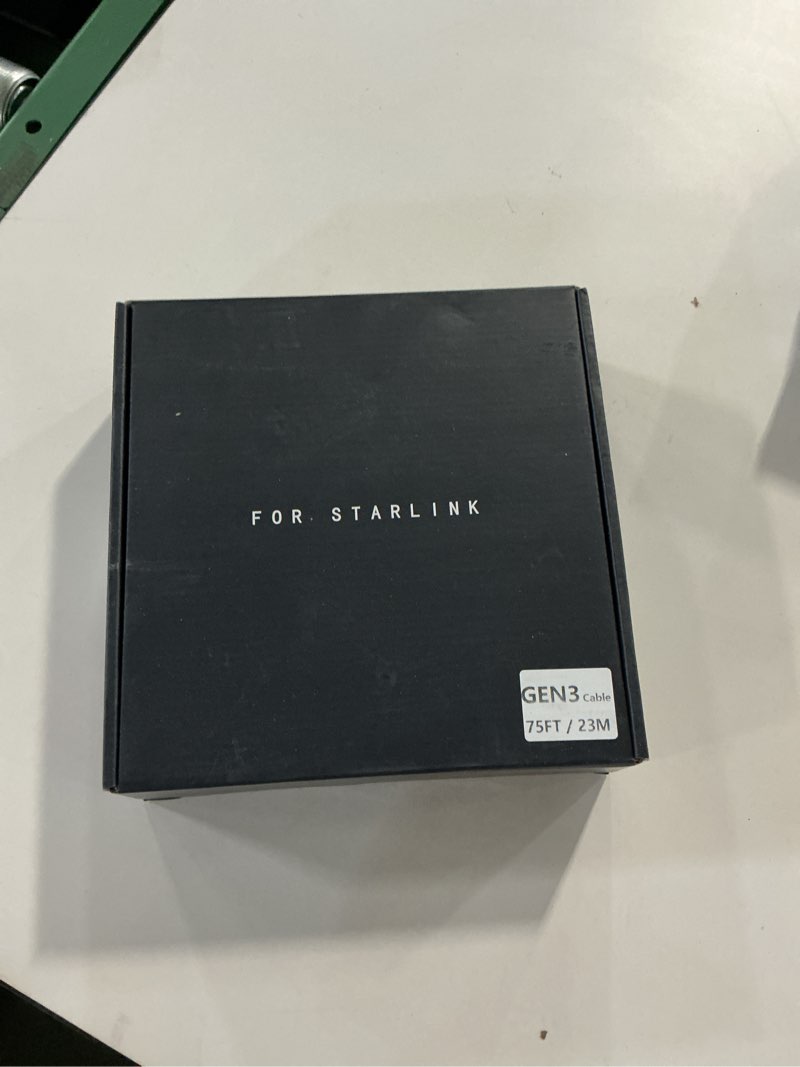 FOR STARLINK
GEN3 Cable
75FT / 23M